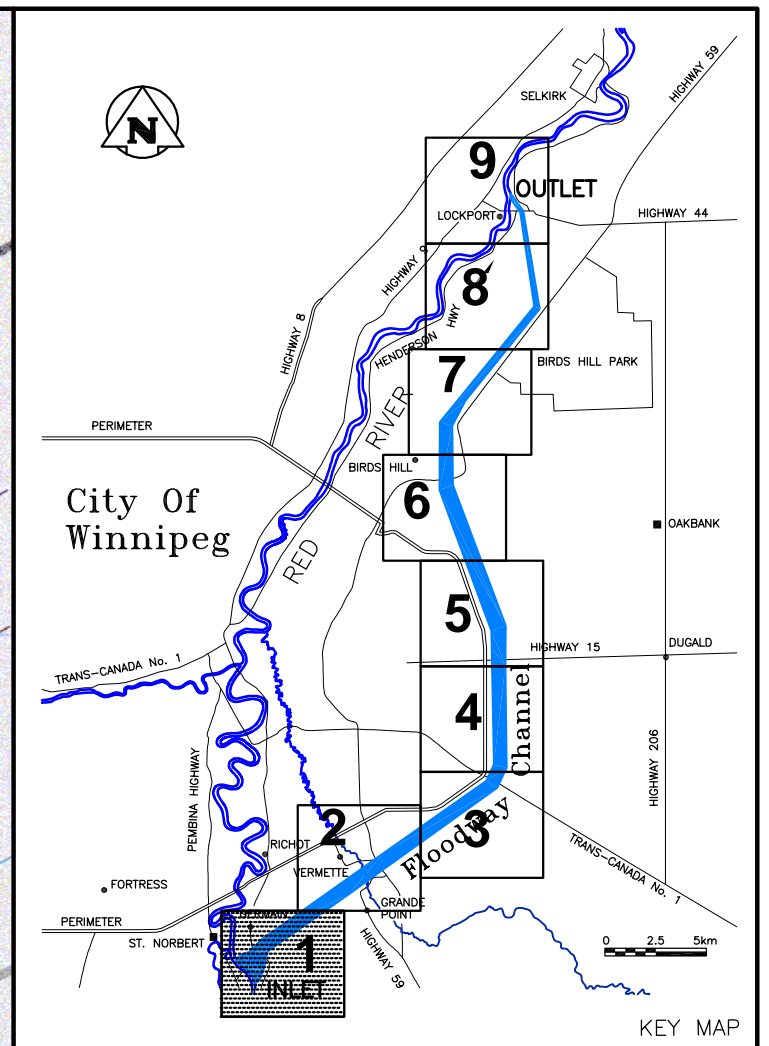 SELKIRK
HIGHWAY 59
N
9
OUTLET
LOCKPORT
HIGHWAY 44
HIGHWAY 9
8
HWY
HENDERSON
HIGHWAY 8
7
BIRDS HILL PARK
RIVER
PERIMETER
BIRDS HILL
City Of
Winnipeg
6
OAKBANK
RED
5
HIGHWAY 15
DUGALD
TRANS-CANADA No. 1
4
Channel
HIGHWAY 206
PEMBINA HIGHWAY
2
3
Floodway
RICHOT
VERMETTE
TRANS-CANADA No. 1
FORTRESS
GRANDE
POINT
PERIMETER
ST. NORBERT
1
INLET
HIGHWAY 59
0 2.5 5km
KEY MAP